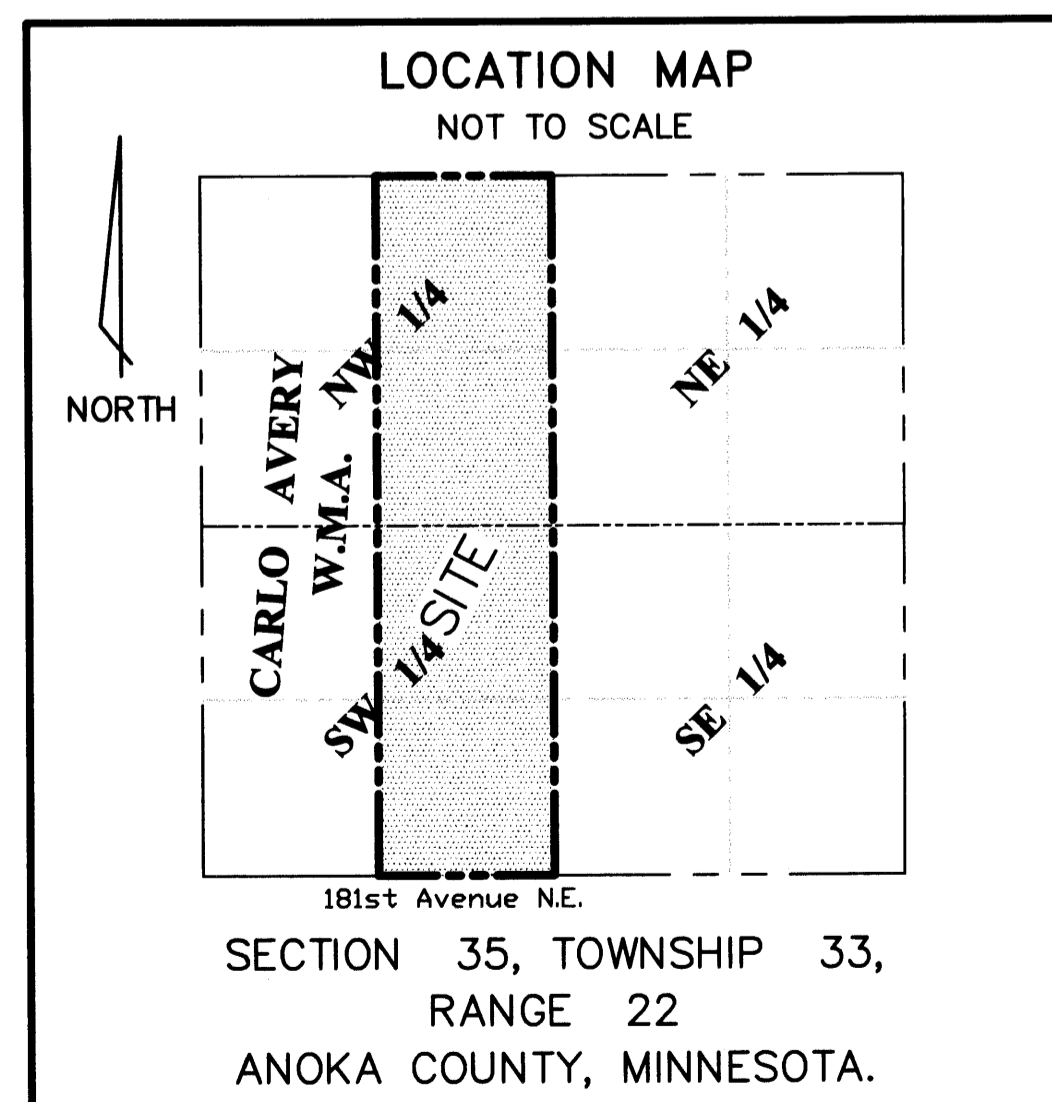 LOCATION MAP
NOT TO SCALE
NORTH
NW 1/4
NE 1/4
CARLO AVERY
W.M.A.
SITE
SW 1/4
SE 1/4
181st Avenue N.E.
SECTION 35, TOWNSHIP 33,
RANGE 22
ANOKA COUNTY, MINNESOTA.